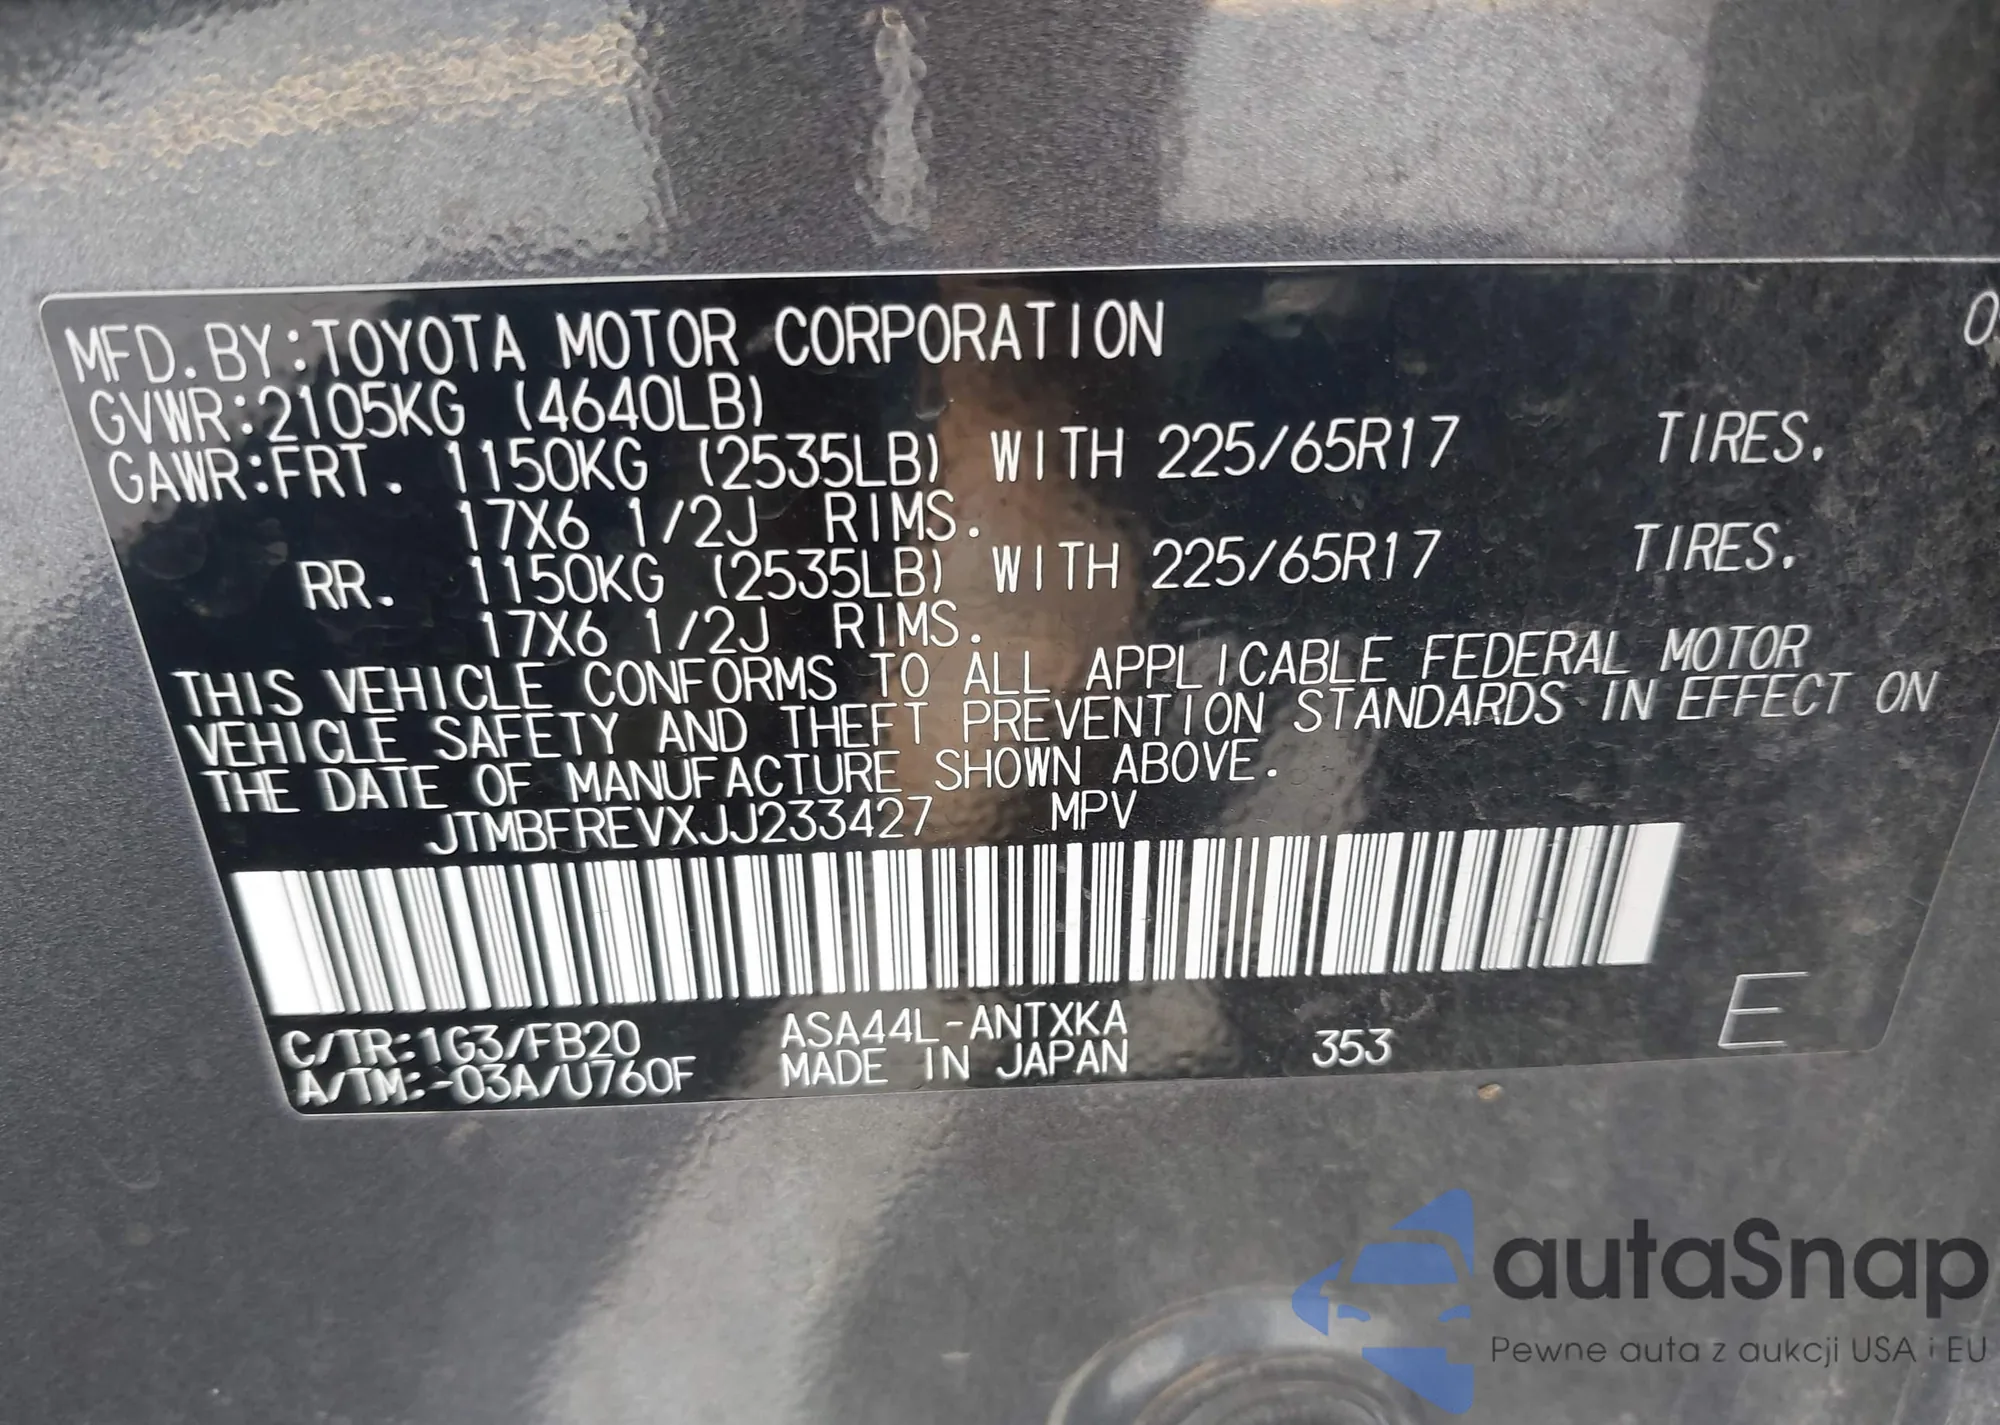 MFD. BY:TOYOTA MOTOR CORPORATION 0
GVWR:2105KG (4640LB)
GAWR:FRT. 1150KG (2535LB) WITH 225/65R17 TIRES.
17X6 1/2J RIMS.
RR. 1150KG (2535LB) WITH 225/65R17 TIRES.
17X6 1/2J RIMS.
THIS VEHICLE CONFORMS TO ALL APPLICABLE FEDERAL MOTOR
VEHICLE SAFETY AND THEFT PREVENTION STANDARDS IN EFFECT ON
THE DATE OF MANUFACTURE SHOWN ABOVE.
JTMBFREVXJJ233427 MPV
C/TR:1G3/FB20 ASA44L-ANTXKA 353 E
A/TM:-03A/U760F MADE IN JAPAN
autaSnap
Pewne auta z aukcji USA i EU